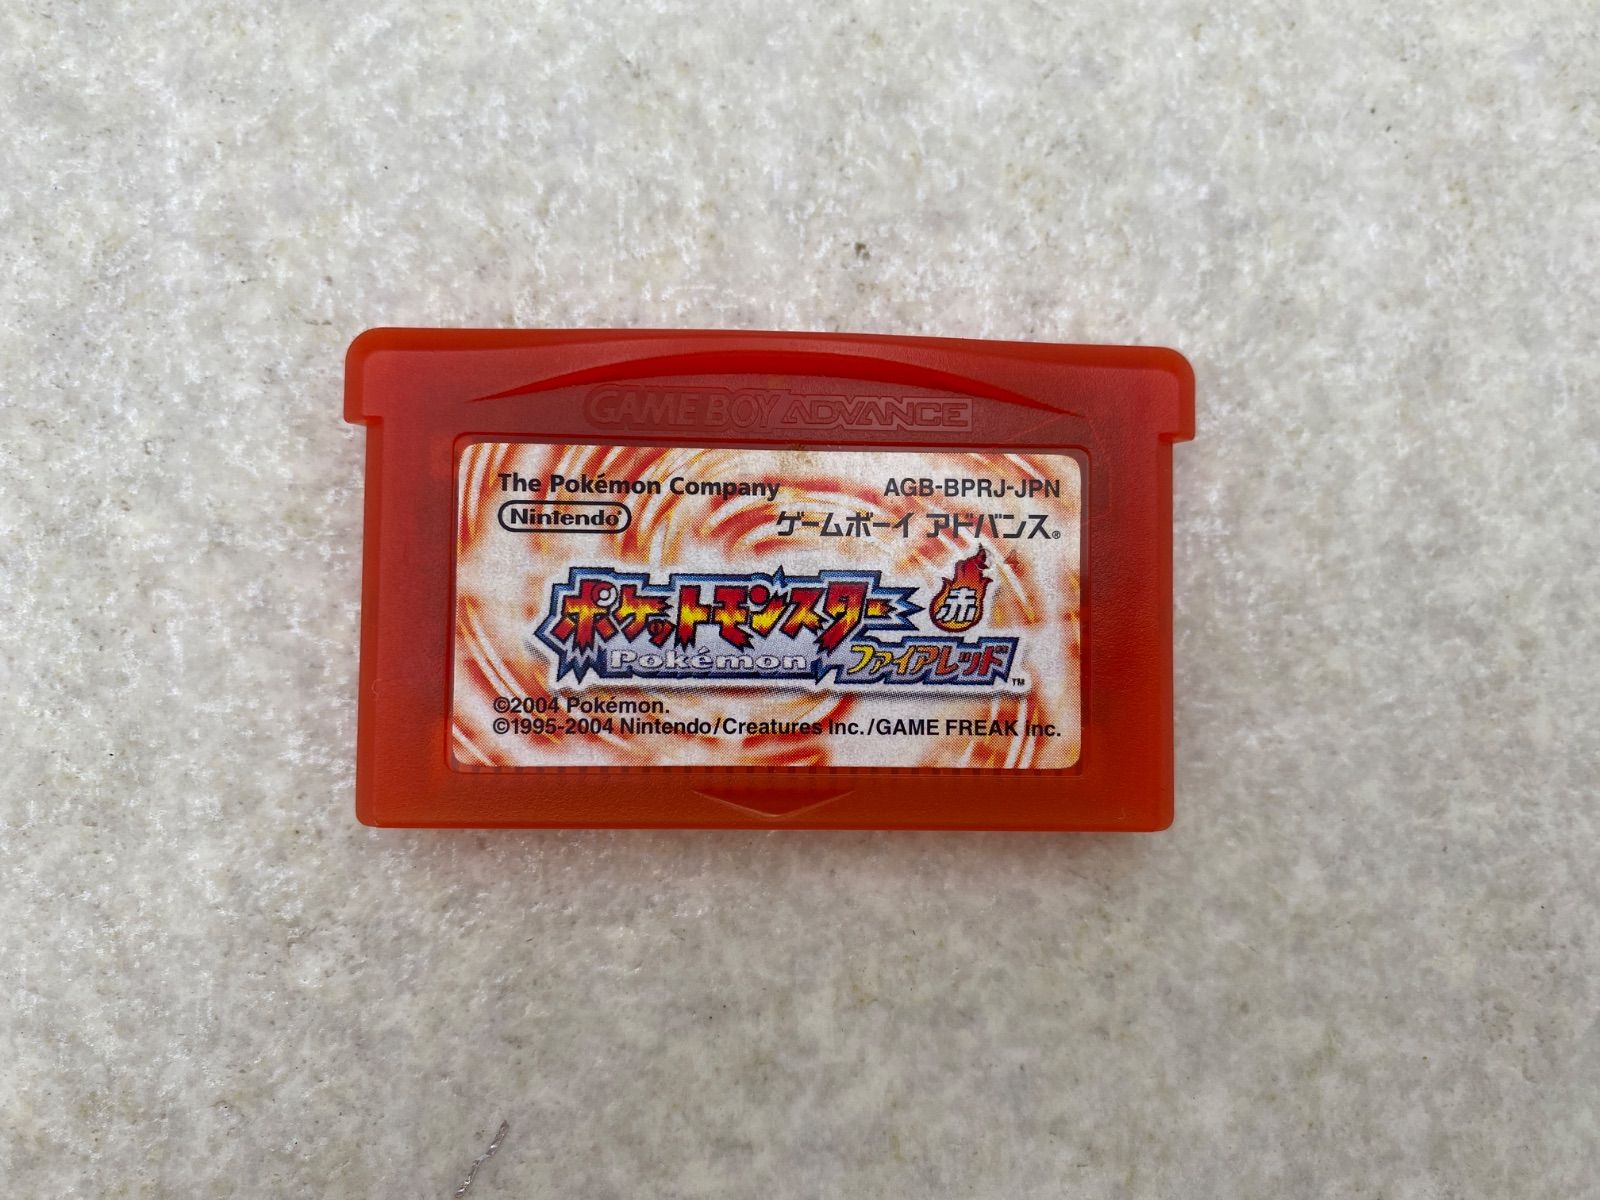 GAME BOY ADVANCE
The Pokémon Company
AGB-BPRJ-JPN
Nintendo
ゲームボーイ アドバンス®
赤
ポケットモンスター
Pokémon
ファイアレッド
TM
©2004 Pokémon.
©1995-2004 Nintendo/Creatures Inc./GAME FREAK inc.